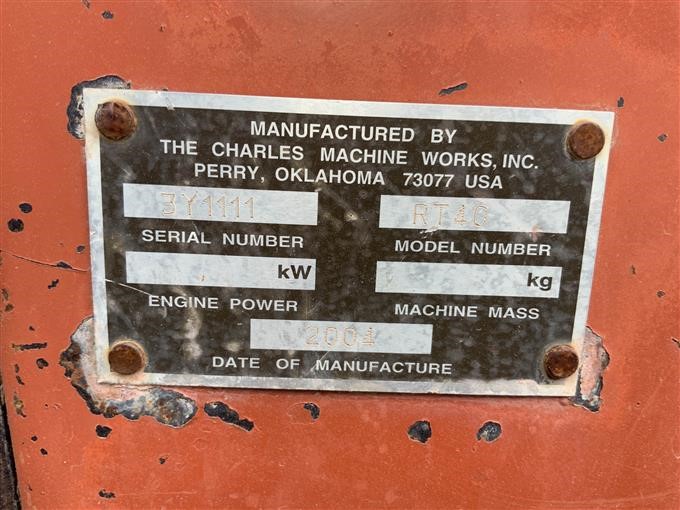 MANUFACTURED BY
THE CHARLES MACHINE WORKS, INC.
PERRY, OKLAHOMA 73077 USA
3Y1111 RT40
SERIAL NUMBER MODEL NUMBER
kW kg
ENGINE POWER MACHINE MASS
2004
DATE OF MANUFACTURE